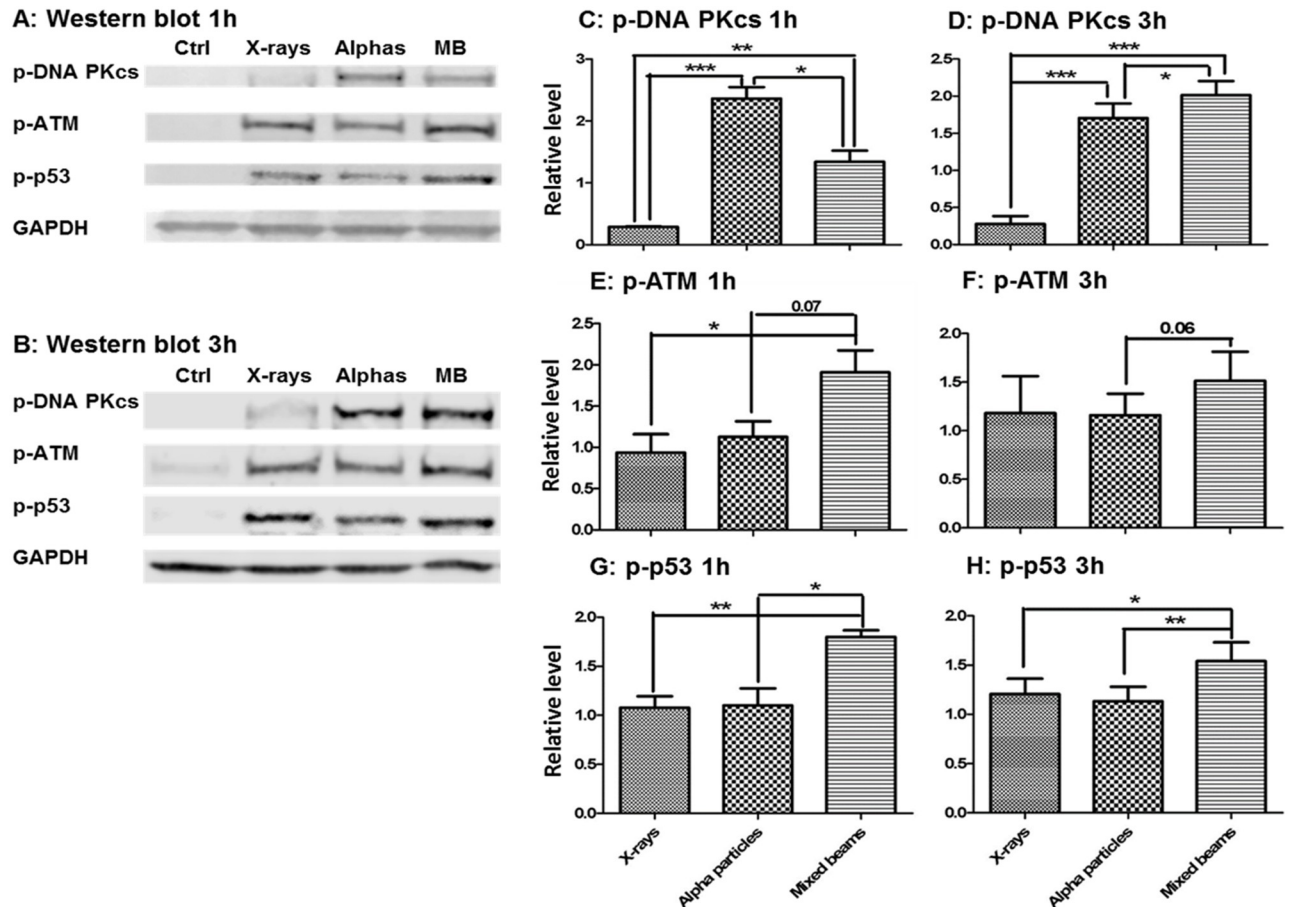 A: Western blot 1h
Ctrl X-rays Alphas MB
p-DNA PKcs
p-ATM
p-p53
GAPDH
B: Western blot 3h
Ctrl X-rays Alphas MB
p-DNA PKcs
p-ATM
p-p53
GAPDH
C: p-DNA PKcs 1h
**
*** *
Relative level
3
2
1
0
D: p-DNA PKcs 3h
***
*** *
2.5
2.0
1.5
1.0
0.5
0.0
E: p-ATM 1h
0.07
*
Relative level
2.5
2.0
1.5
1.0
0.5
0.0
F: p-ATM 3h
0.06
2.0
1.5
1.0
0.5
0.0
G: p-p53 1h
*
**
Relative level
2.0
1.5
1.0
0.5
0.0
X-rays
Alpha particles
Mixed beams
H: p-p53 3h
*
**
2.0
1.5
1.0
0.5
0.0
X-rays
Alpha particles
Mixed beams